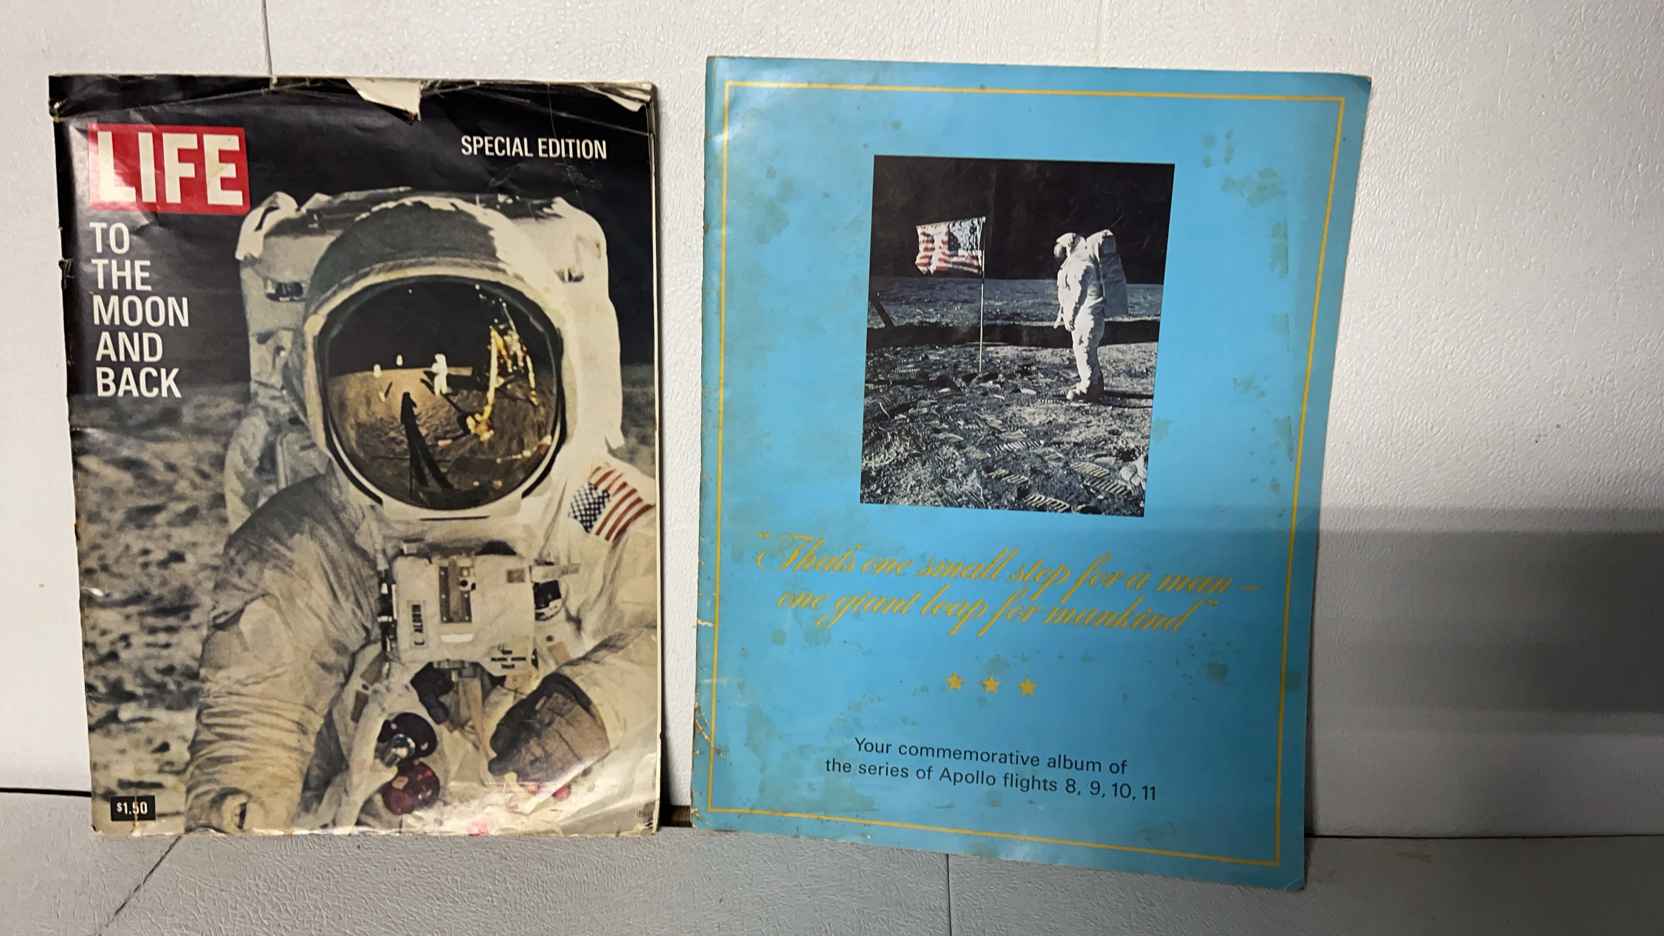 LIFE
SPECIAL EDITION
TO
THE
MOON
AND
BACK
E. ALDRIN
$1.50
"That's one small step for a man –
one giant leap for mankind"
Your commemorative album of
the series of Apollo flights 8, 9, 10, 11